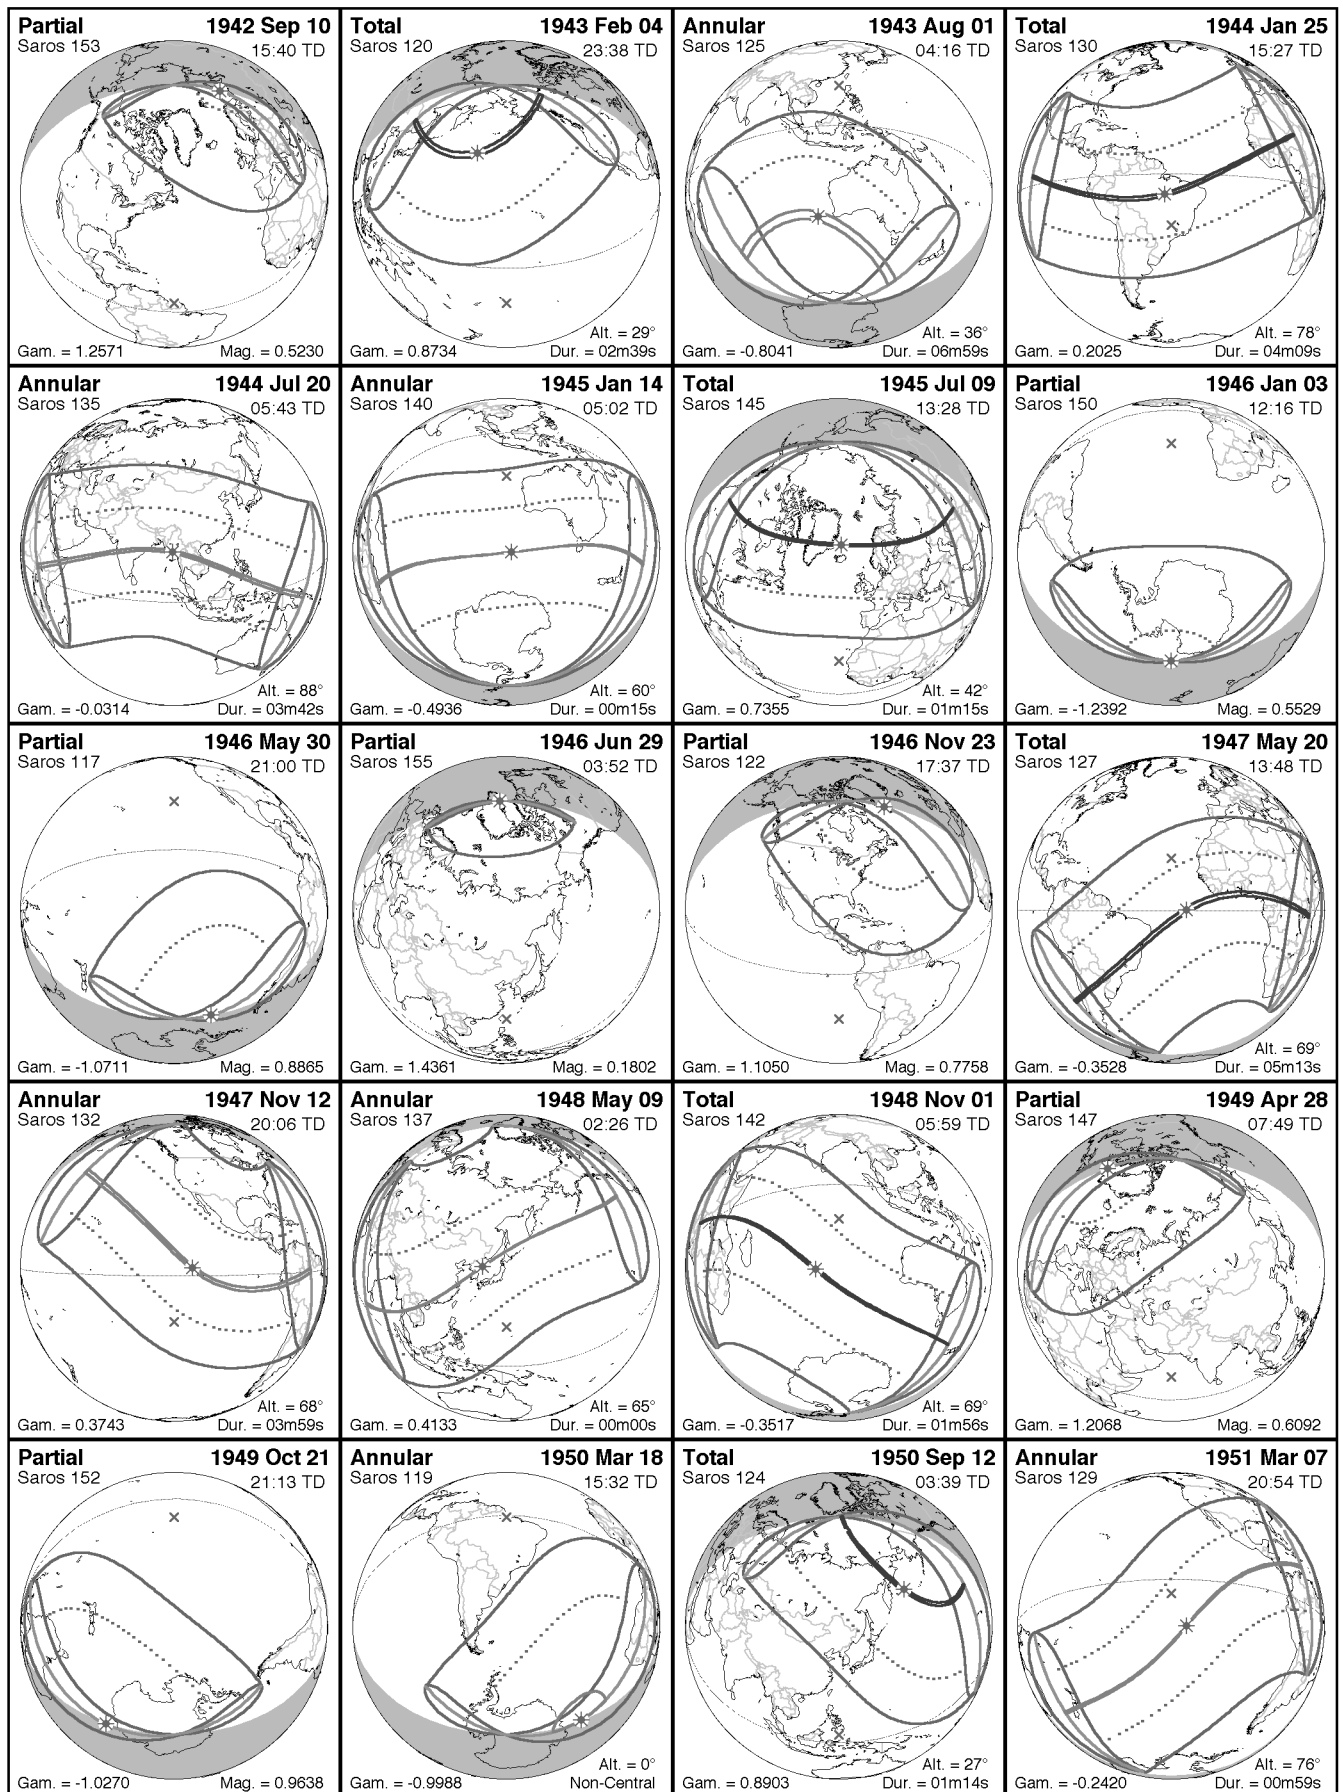 Partial 1942 Sep 10
Saros 153 15:40 TD
Gam. = 1.2571 Mag. = 0.5230
Total 1943 Feb 04
Saros 120 23:38 TD
Alt. = 29°
Gam. = 0.8734 Dur. = 02m39s
Annular 1943 Aug 01
Saros 125 04:16 TD
Alt. = 36°
Gam. = -0.8041 Dur. = 06m59s
Total 1944 Jan 25
Saros 130 15:27 TD
Alt. = 78°
Gam. = 0.2025 Dur. = 04m09s
Annular 1944 Jul 20
Saros 135 05:43 TD
Alt. = 88°
Gam. = -0.0314 Dur. = 03m42s
Annular 1945 Jan 14
Saros 140 05:02 TD
Alt. = 60°
Gam. = -0.4936 Dur. = 00m15s
Total 1945 Jul 09
Saros 145 13:28 TD
Alt. = 42°
Gam. = 0.7355 Dur. = 01m15s
Partial 1946 Jan 03
Saros 150 12:16 TD
Gam. = -1.2392 Mag. = 0.5529
Partial 1946 May 30
Saros 117 21:00 TD
Gam. = -1.0711 Mag. = 0.8865
Partial 1946 Jun 29
Saros 155 03:52 TD
Gam. = 1.4361 Mag. = 0.1802
Partial 1946 Nov 23
Saros 122 17:37 TD
Gam. = 1.1050 Mag. = 0.7758
Total 1947 May 20
Saros 127 13:48 TD
Alt. = 69°
Gam. = -0.3528 Dur. = 05m13s
Annular 1947 Nov 12
Saros 132 20:06 TD
Alt. = 68°
Gam. = 0.3743 Dur. = 03m59s
Annular 1948 May 09
Saros 137 02:26 TD
Alt. = 65°
Gam. = 0.4133 Dur. = 00m00s
Total 1948 Nov 01
Saros 142 05:59 TD
Alt. = 69°
Gam. = -0.3517 Dur. = 01m56s
Partial 1949 Apr 28
Saros 147 07:49 TD
Gam. = 1.2068 Mag. = 0.6092
Partial 1949 Oct 21
Saros 152 21:13 TD
Gam. = -1.0270 Mag. = 0.9638
Annular 1950 Mar 18
Saros 119 15:32 TD
Alt. = 0°
Gam. = -0.9988 Non-Central
Total 1950 Sep 12
Saros 124 03:39 TD
Alt. = 27°
Gam. = 0.8903 Dur. = 01m14s
Annular 1951 Mar 07
Saros 129 20:54 TD
Alt. = 76°
Gam. = -0.2420 Dur. = 00m59s